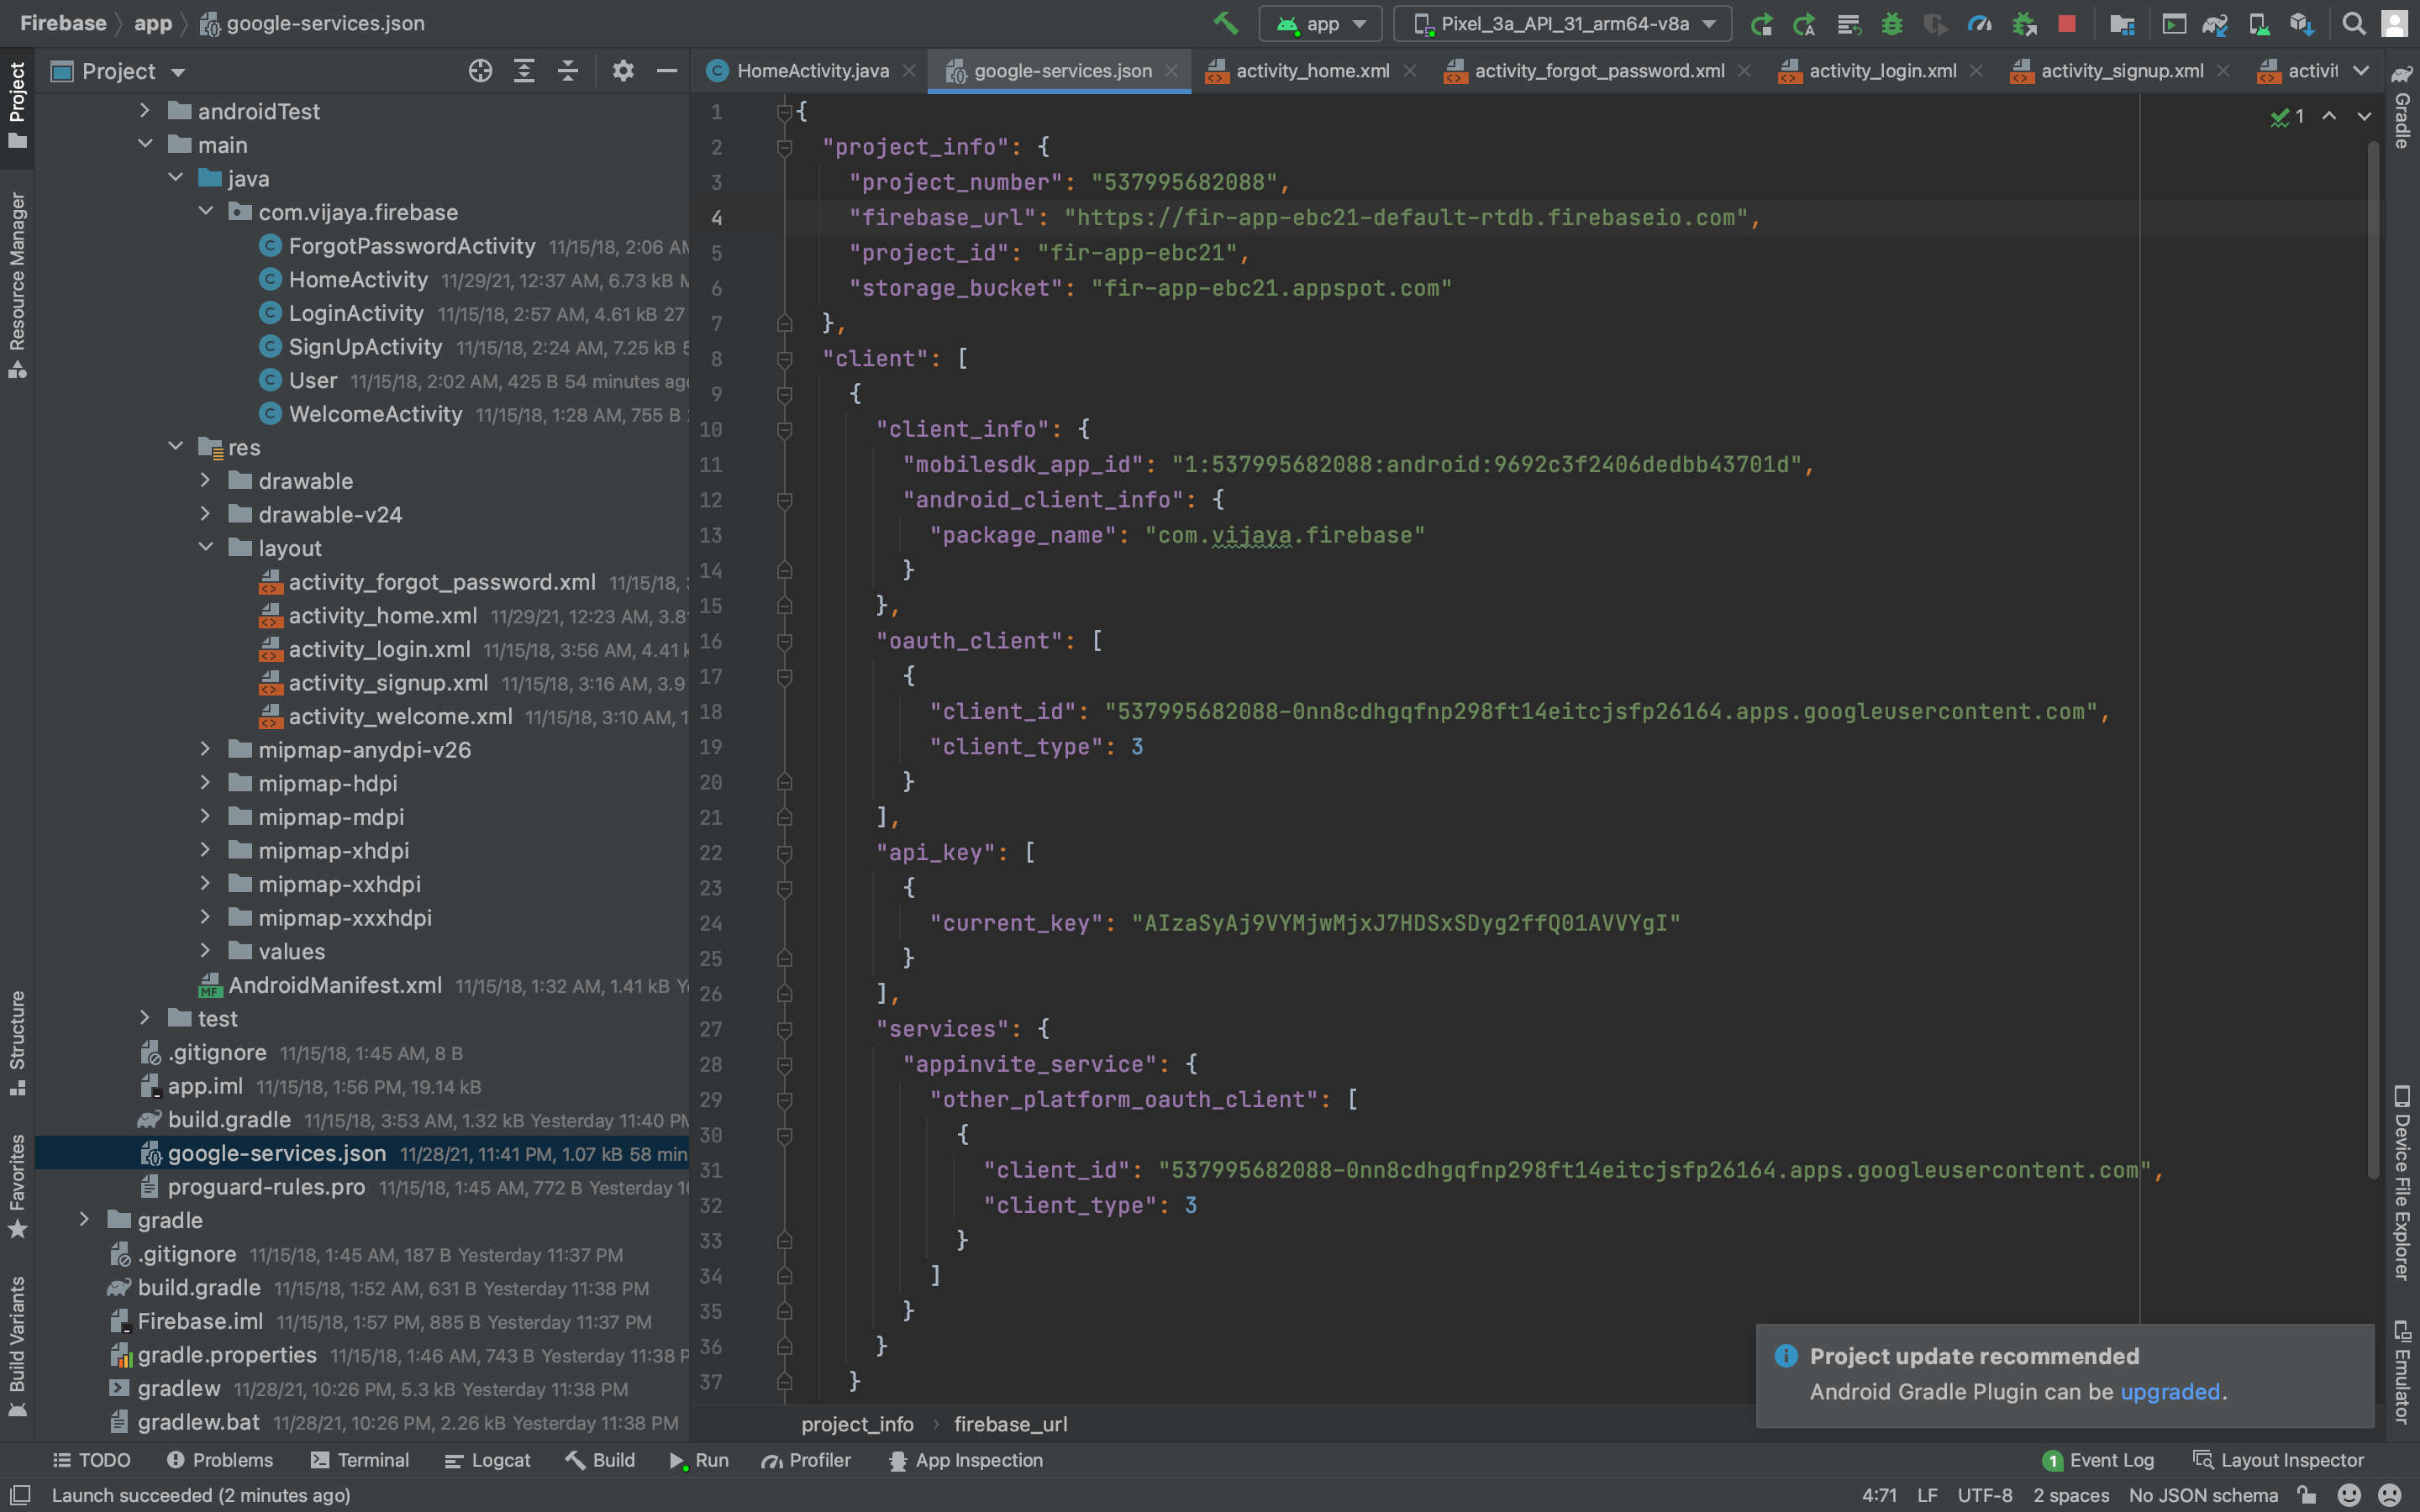 Firebase app google-services.json
app Pixel_3a_API_31_arm64-v8a
Project
HomeActivity.java google-services.json activity_home.xml activity_forgot_password.xml activity_login.xml activity_signup.xml activit
androidTest
main
java
com.vijaya.firebase
ForgotPasswordActivity 11/15/18, 2:06 AM
HomeActivity 11/29/21, 12:37 AM, 6.73 kB M
LoginActivity 11/15/18, 2:57 AM, 4.61 kB 27
SignUpActivity 11/15/18, 2:24 AM, 7.25 kB 5
User 11/15/18, 2:02 AM, 425 B 54 minutes ago
WelcomeActivity 11/15/18, 1:28 AM, 755 B
res
drawable
drawable-v24
layout
activity_forgot_password.xml 11/15/18,
activity_home.xml 11/29/21, 12:23 AM, 3.8
activity_login.xml 11/15/18, 3:56 AM, 4.41 k
activity_signup.xml 11/15/18, 3:16 AM, 3.9
activity_welcome.xml 11/15/18, 3:10 AM, 1
mipmap-anydpi-v26
mipmap-hdpi
mipmap-mdpi
mipmap-xhdpi
mipmap-xxhdpi
mipmap-xxxhdpi
values
AndroidManifest.xml 11/15/18, 1:32 AM, 1.41 kB Ye
test
.gitignore 11/15/18, 1:45 AM, 8 B
app.iml 11/15/18, 1:56 PM, 19.14 kB
build.gradle 11/15/18, 3:53 AM, 1.32 kB Yesterday 11:40 PM
google-services.json 11/28/21, 11:41 PM, 1.07 kB 58 min
proguard-rules.pro 11/15/18, 1:45 AM, 772 B Yesterday 1
gradle
.gitignore 11/15/18, 1:45 AM, 187 B Yesterday 11:37 PM
build.gradle 11/15/18, 1:52 AM, 631 B Yesterday 11:38 PM
Firebase.iml 11/15/18, 1:57 PM, 885 B Yesterday 11:37 PM
gradle.properties 11/15/18, 1:46 AM, 743 B Yesterday 11:38 P
gradlew 11/28/21, 10:26 PM, 5.3 kB Yesterday 11:38 PM
gradlew.bat 11/28/21, 10:26 PM, 2.26 kB Yesterday 11:38 PM
1 {
2 "project_info": {
3 "project_number": "537995682088",
4 "firebase_url": "https://fir-app-ebc21-default-rtdb.firebaseio.com",
5 "project_id": "fir-app-ebc21",
6 "storage_bucket": "fir-app-ebc21.appspot.com"
7 },
8 "client": [
9 {
10 "client_info": {
11 "mobilesdk_app_id": "1:537995682088:android:9692c3f2406dedbb43701d",
12 "android_client_info": {
13 "package_name": "com.vijaya.firebase"
14 }
15 },
16 "oauth_client": [
17 {
18 "client_id": "537995682088-0nn8cdhgqfnp298ft14eitcjsfp26164.apps.googleusercontent.com",
19 "client_type": 3
20 }
21 ],
22 "api_key": [
23 {
24 "current_key": "AIzaSyAj9VYMjwMjxJ7HDSxSDyg2ffQ01AVVYgI"
25 }
26 ],
27 "services": {
28 "appinvite_service": {
29 "other_platform_oauth_client": [
30 {
31 "client_id": "537995682088-0nn8cdhgqfnp298ft14eitcjsfp26164.apps.googleusercontent.com",
32 "client_type": 3
33 }
34 ]
35 }
36 }
37 }
1
project_info firebase_url
Project update recommended
Android Gradle Plugin can be upgraded.
Project
Resource Manager
Structure
Favorites
Build Variants
Gradle
Device File Explorer
Emulator
TODO Problems Terminal Logcat Build Run Profiler App Inspection 1 Event Log Layout Inspector
Launch succeeded (2 minutes ago) 4:71 LF UTF-8 2 spaces No JSON schema